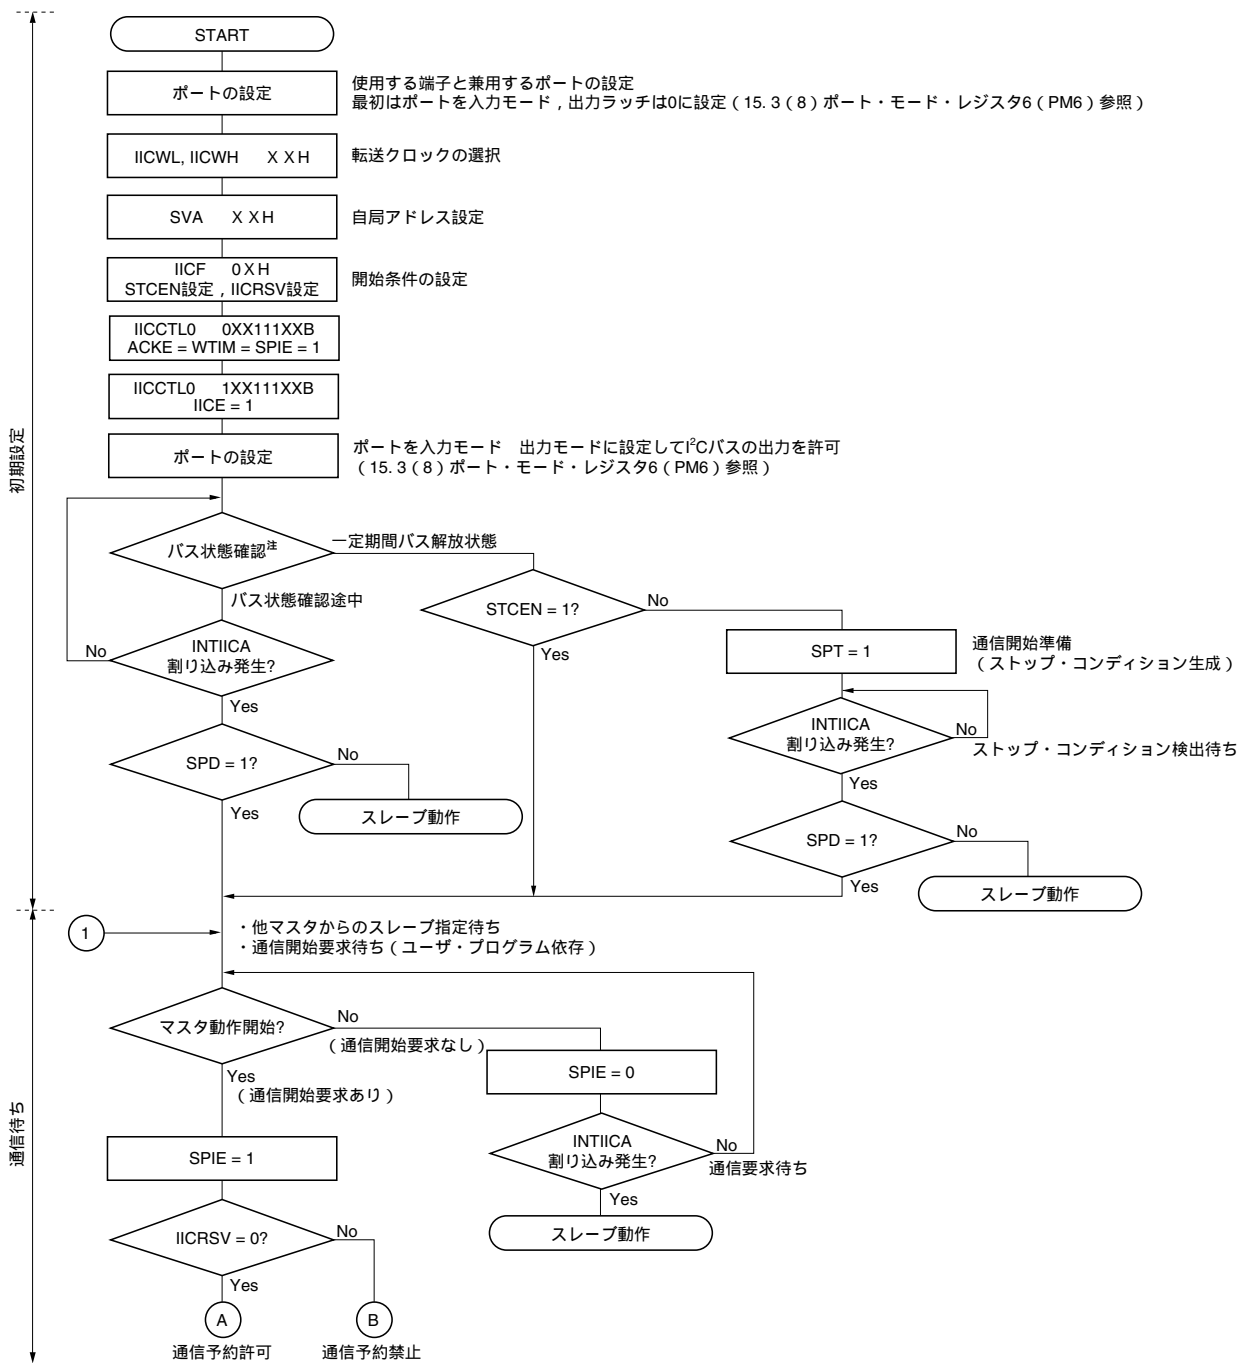 START
ポートの設定
使用する端子と兼用するポートの設定
最初はポートを入力モード，出力ラッチは0に設定（15. 3（8）ポート・モード・レジスタ6（PM6）参照）
IICWL, IICWH XXH
転送クロックの選択
SVA XXH
自局アドレス設定
IICF 0XH
STCEN設定，IICRSV設定
開始条件の設定
IICCTL0 0XX111XXB
ACKE = WTIM = SPIE = 1
IICCTL0 1XX111XXB
IICE = 1
ポートの設定
ポートを入力モード 出力モードに設定してI²Cバスの出力を許可
（15. 3（8）ポート・モード・レジスタ6（PM6）参照）
初期設定
バス状態確認注
一定期間バス解放状態
バス状態確認途中
STCEN = 1?
No
Yes
SPT = 1
通信開始準備
（ストップ・コンディション生成）
INTIICA
割り込み発生?
No
Yes
INTIICA
割り込み発生?
No
ストップ・コンディション検出待ち
Yes
SPD = 1?
No
スレーブ動作
Yes
SPD = 1?
No
スレーブ動作
Yes
1
・他マスタからのスレーブ指定待ち
・通信開始要求待ち（ユーザ・プログラム依存）
通信待ち
マスタ動作開始?
No
（通信開始要求なし）
Yes
（通信開始要求あり）
SPIE = 0
INTIICA
割り込み発生?
No
通信要求待ち
Yes
スレーブ動作
SPIE = 1
IICRSV = 0?
No
Yes
A
B
通信予約許可
通信予約禁止